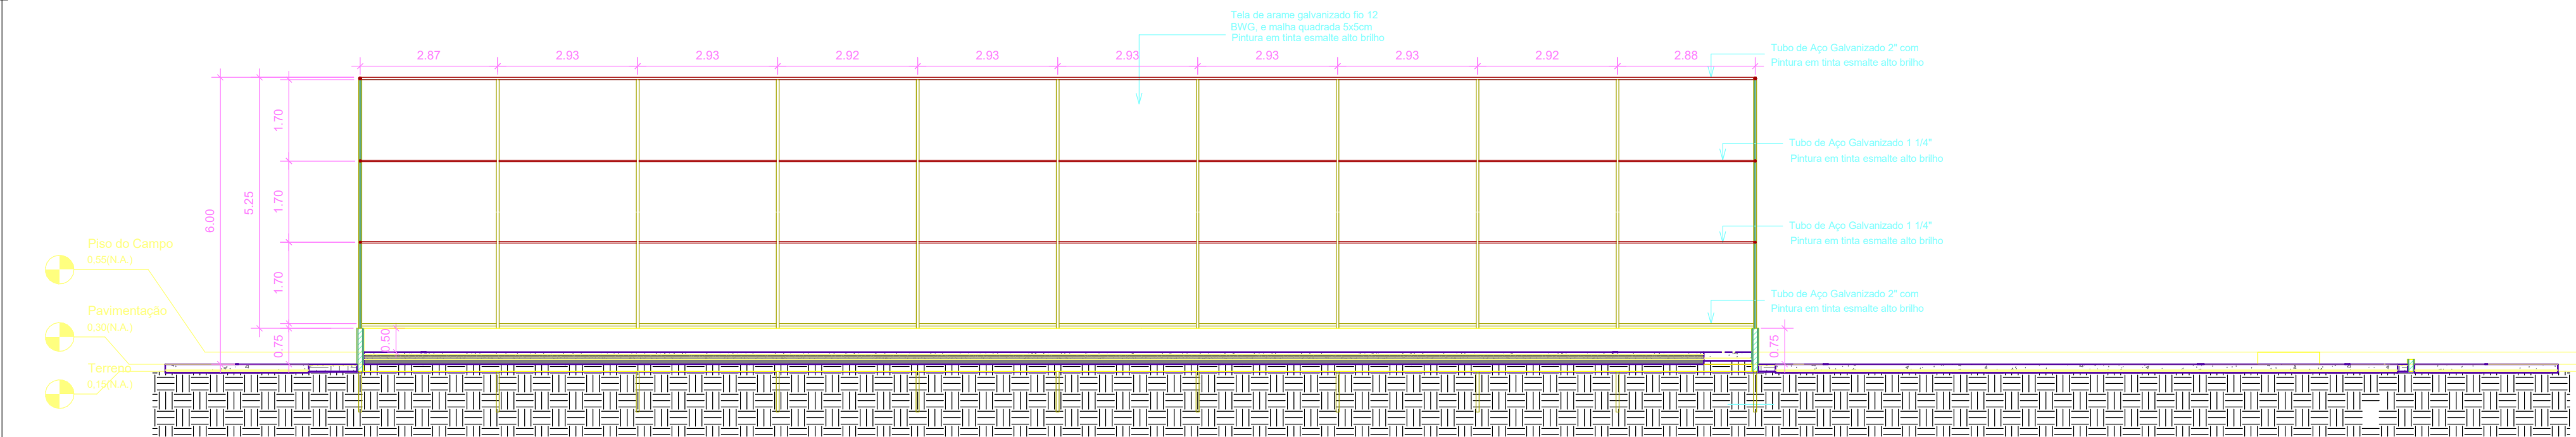 Tela de arame galvanizado fio 12
BWG, e malha quadrada 5x5cm
Pintura em tinta esmalte alto brilho
2.87
2.93
2.93
2.92
2.93
2.93
2.93
2.93
2.92
2.88
Tubo de Aço Galvanizado 2" com
Pintura em tinta esmalte alto brilho
1.70
Tubo de Aço Galvanizado 1 1/4"
Pintura em tinta esmalte alto brilho
6.00
5.25
1.70
Tubo de Aço Galvanizado 1 1/4"
Pintura em tinta esmalte alto brilho
Piso do Campo
0.55(N.A.)
1.70
Tubo de Aço Galvanizado 2" com
Pintura em tinta esmalte alto brilho
Pavimentação
0.30(N.A.)
0.75
0.50
0.75
Terreno
(N.A.)